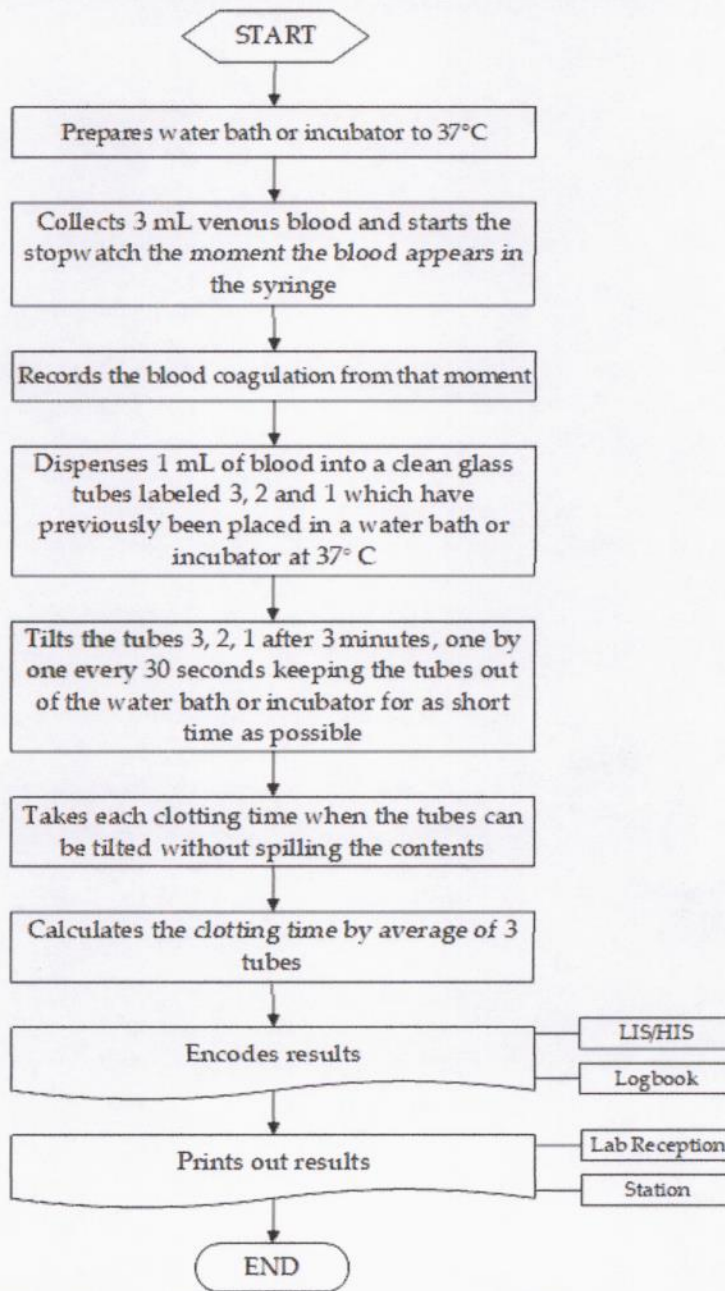 START
Prepares water bath or incubator to 37°C
Collects 3 mL venous blood and starts the
stopwatch the moment the blood appears in
the syringe
Records the blood coagulation from that moment
Dispenses 1 mL of blood into a clean glass
tubes labeled 3, 2 and 1 which have
previously been placed in a water bath or
incubator at 37° C
Tilts the tubes 3, 2, 1 after 3 minutes, one by
one every 30 seconds keeping the tubes out
of the water bath or incubator for as short
time as possible
Takes each clotting time when the tubes can
be tilted without spilling the contents
Calculates the clotting time by average of 3
tubes
Encodes results
LIS/HIS
Logbook
Prints out results
Lab Reception
Station
END